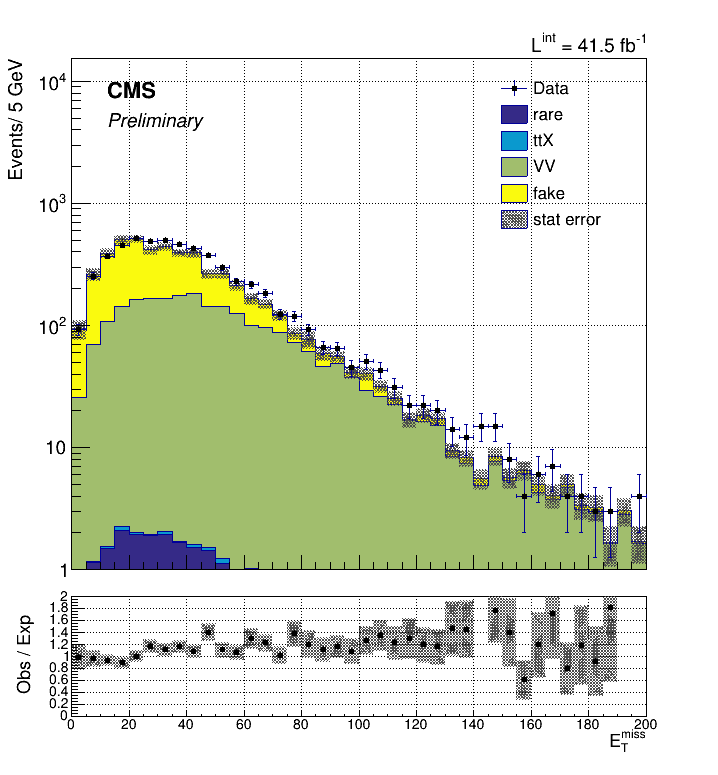 L^int = 41.5 fb^-1
Events/ 5 GeV
10^4
10^3
10^2
10
1
CMS
Preliminary
Data
rare
ttX
VV
fake
stat error
Obs / Exp
2
1.8
1.6
1.4
1.2
1
0.8
0.6
0.4
0.2
0
0 20 40 60 80 100 120 140 160 180 200
E_T^miss